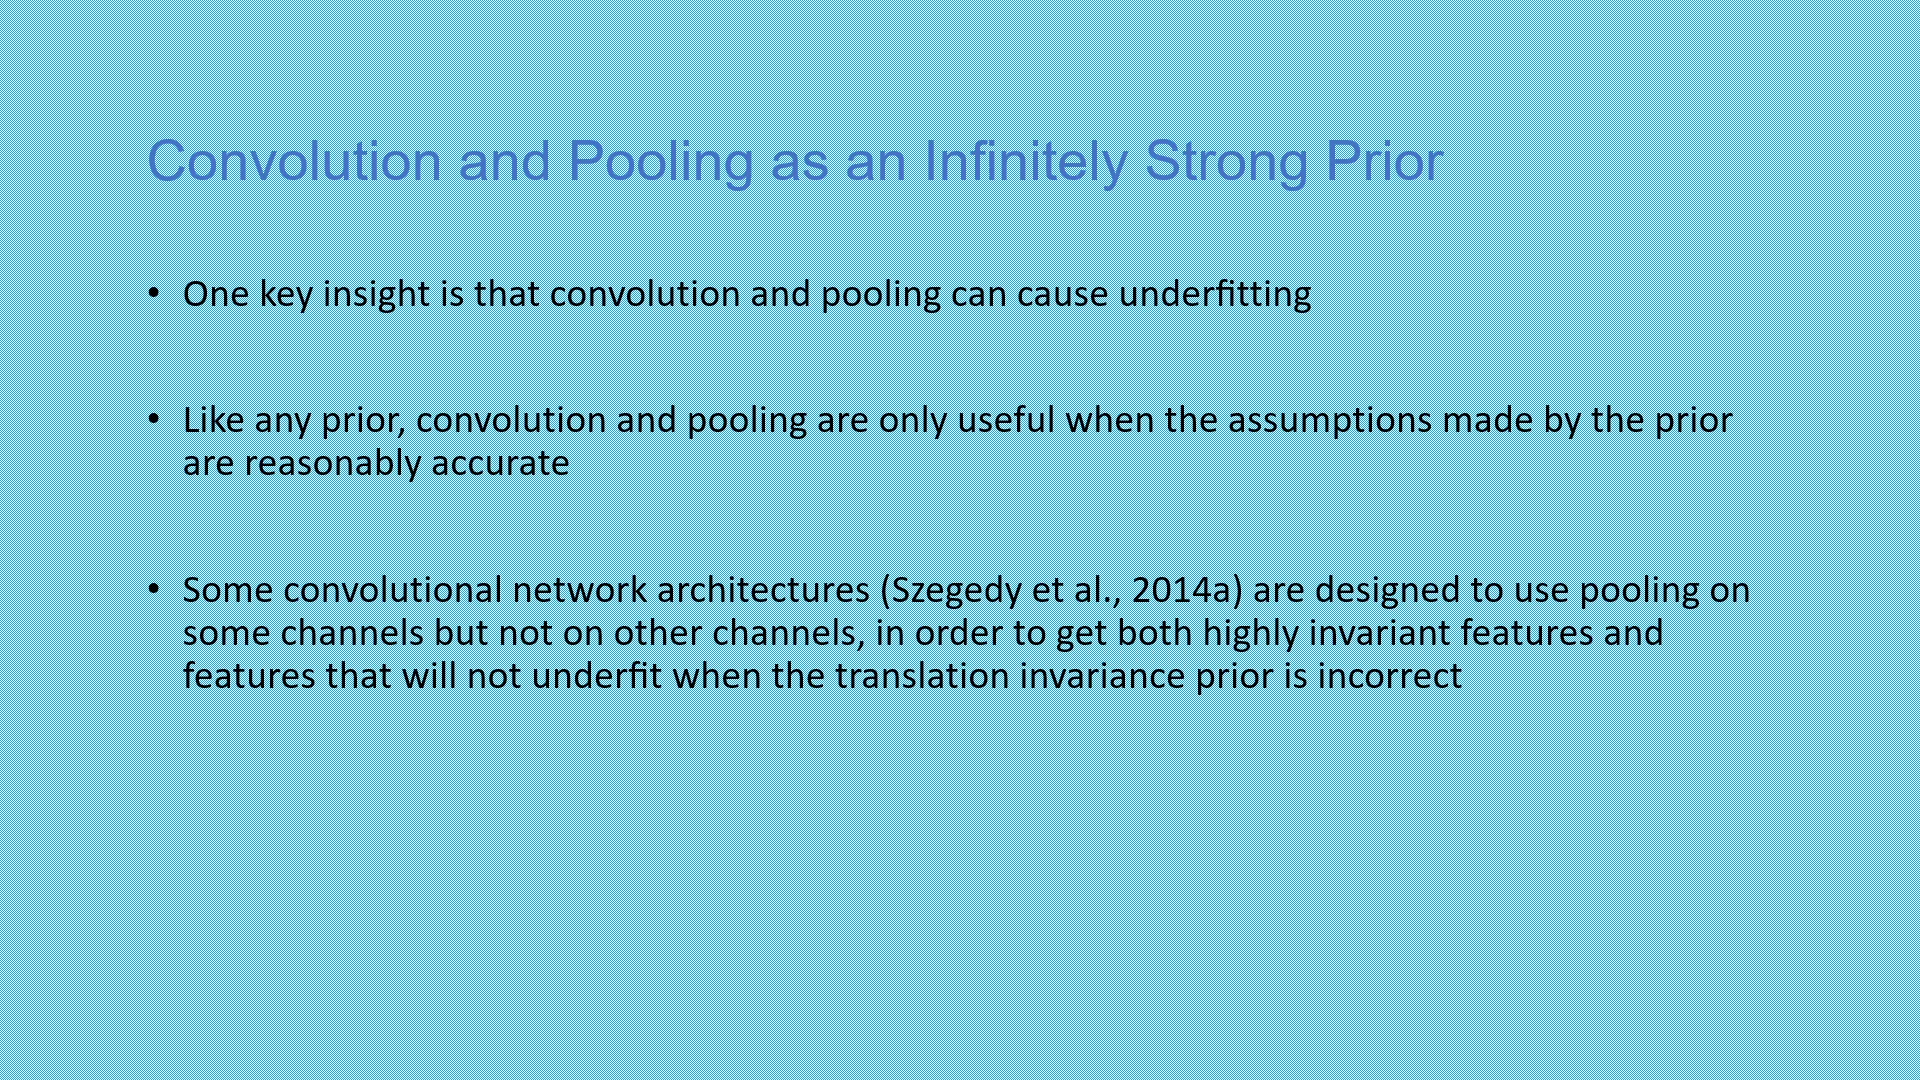 Convolution and Pooling as an Infinitely Strong Prior
• One key insight is that convolution and pooling can cause underfitting
• Like any prior, convolution and pooling are only useful when the assumptions made by the prior
are reasonably accurate
• Some convolutional network architectures (Szegedy et al., 2014a) are designed to use pooling on
some channels but not on other channels, in order to get both highly invariant features and
features that will not underfit when the translation invariance prior is incorrect